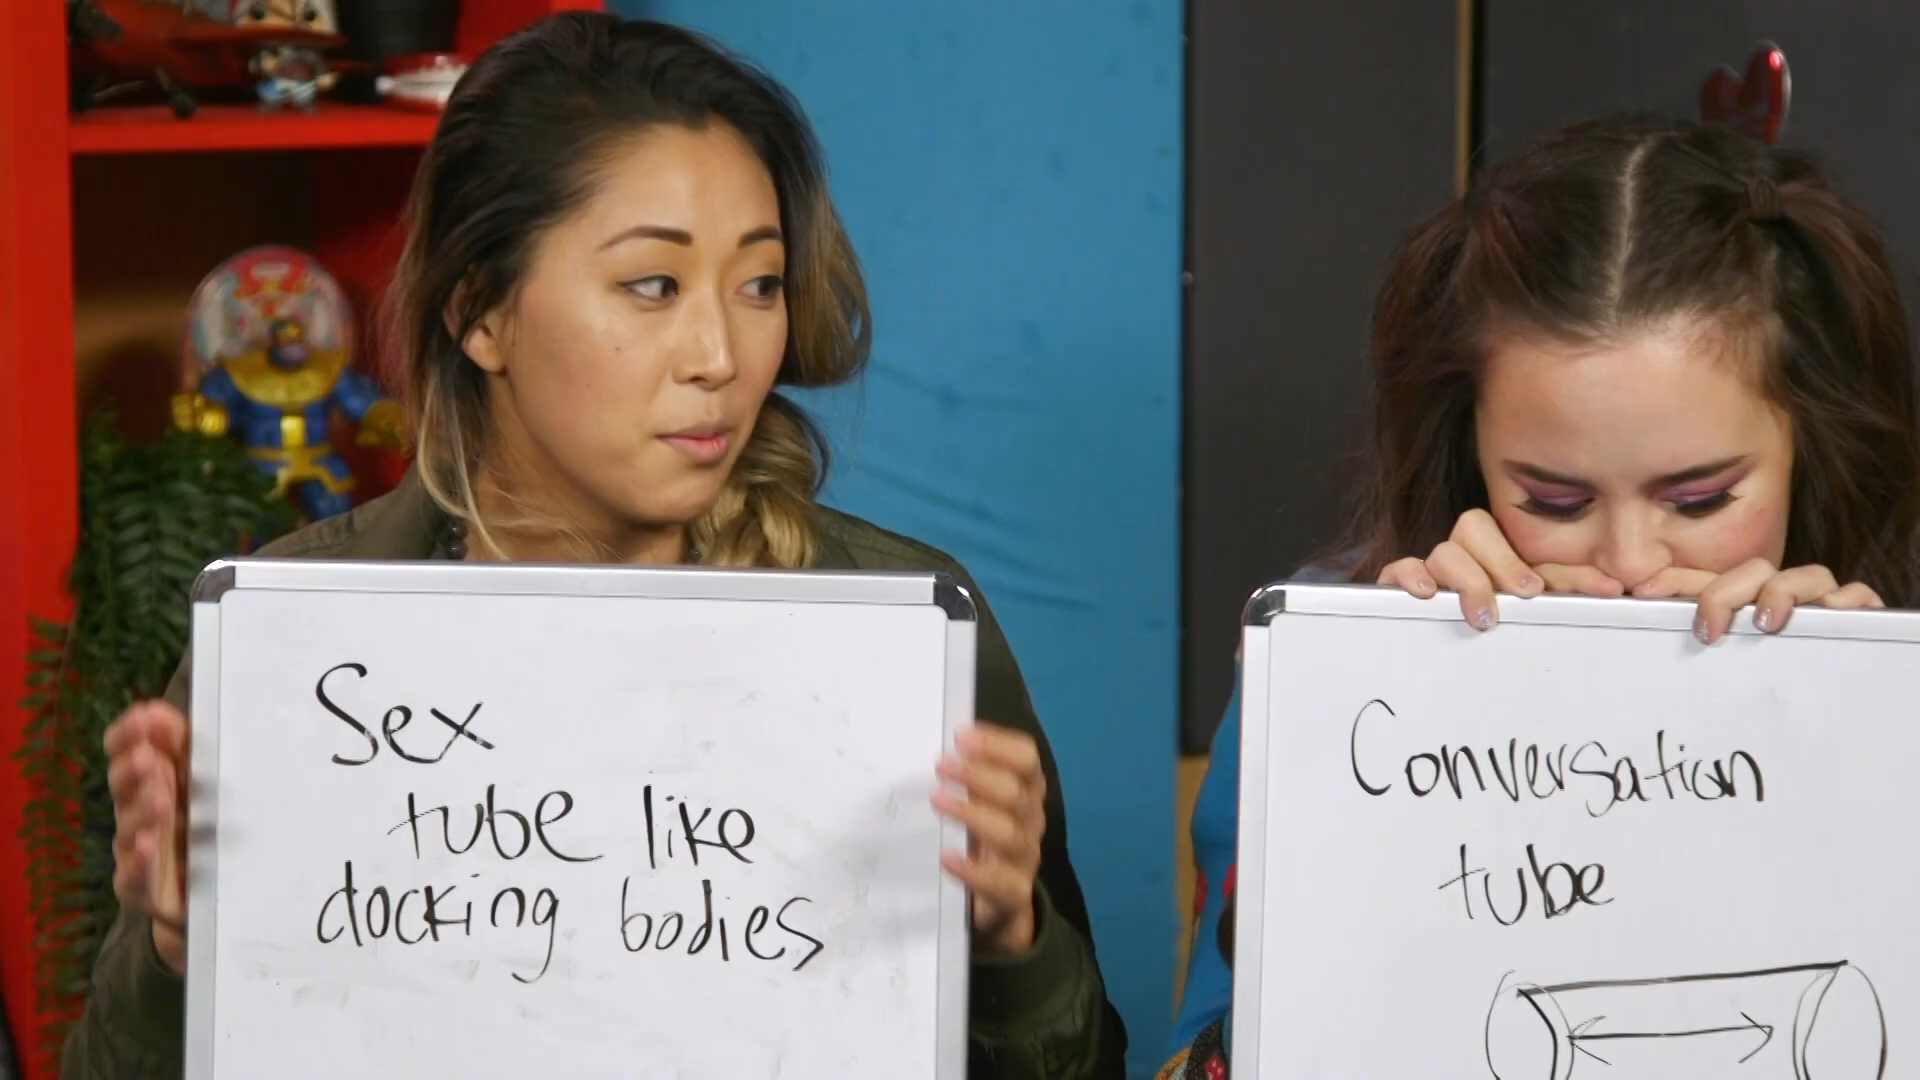 Sex
tube like
docking bodies
Conversation
tube